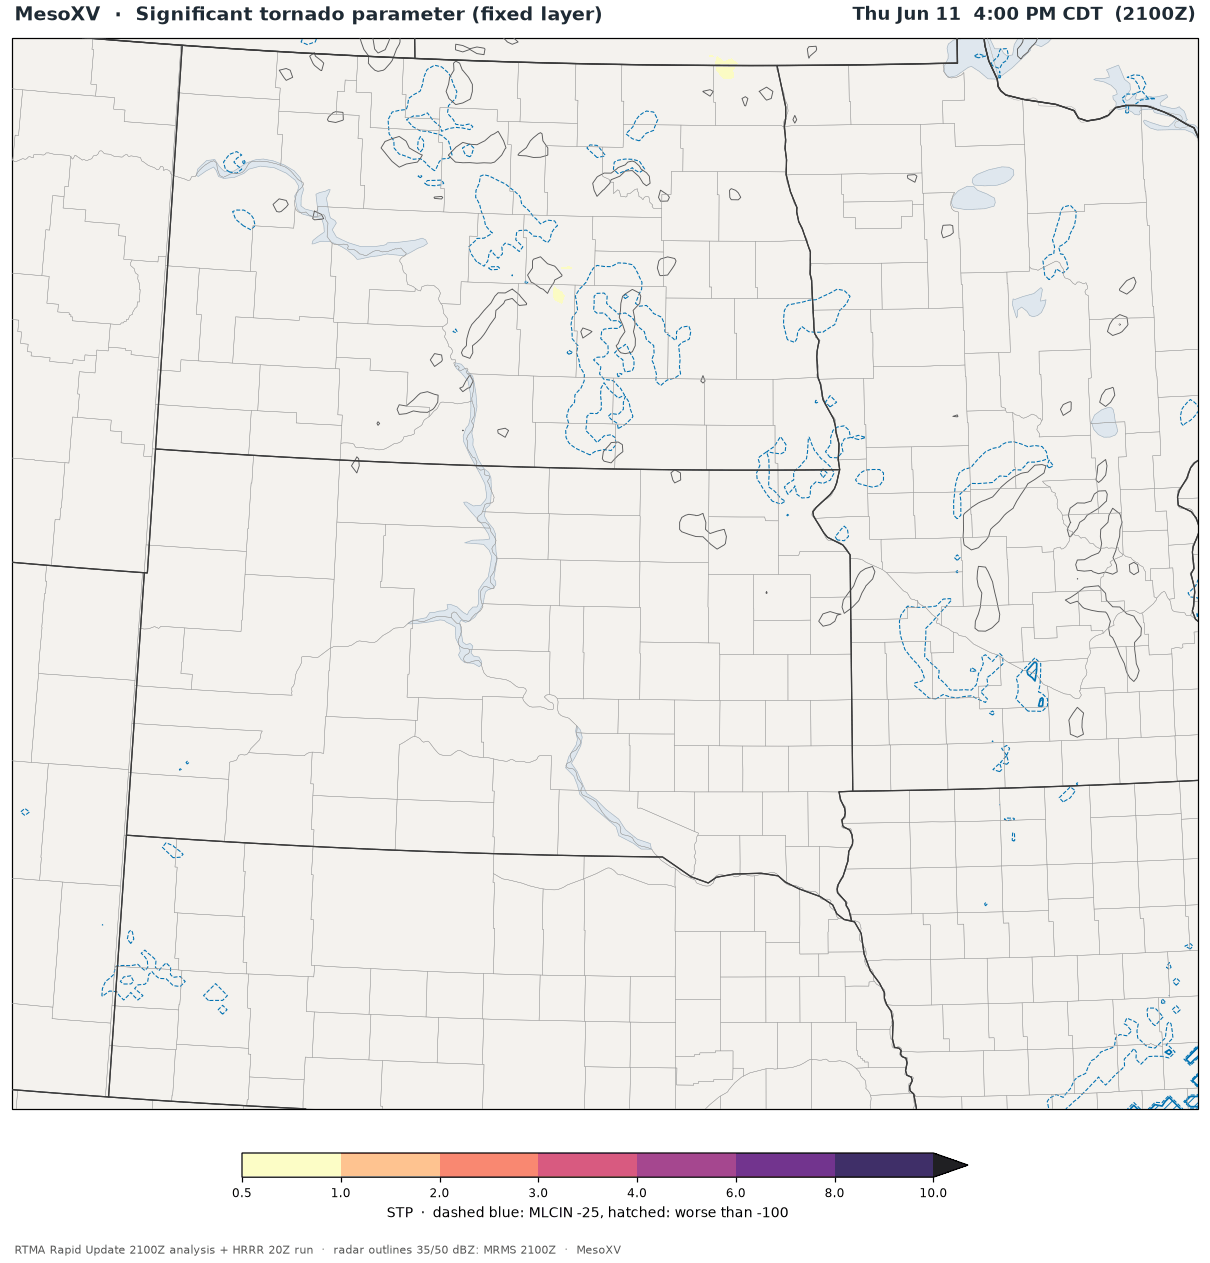 MesoXV · Significant tornado parameter (fixed layer)
Thu Jun 11 4:00 PM CDT (2100Z)
0.5 1.0 2.0 3.0 4.0 6.0 8.0 10.0
STP · dashed blue: MLCIN -25, hatched: worse than -100
RTMA Rapid Update 2100Z analysis + HRRR 20Z run · radar outlines 35/50 dBZ: MRMS 2100Z · MesoXV